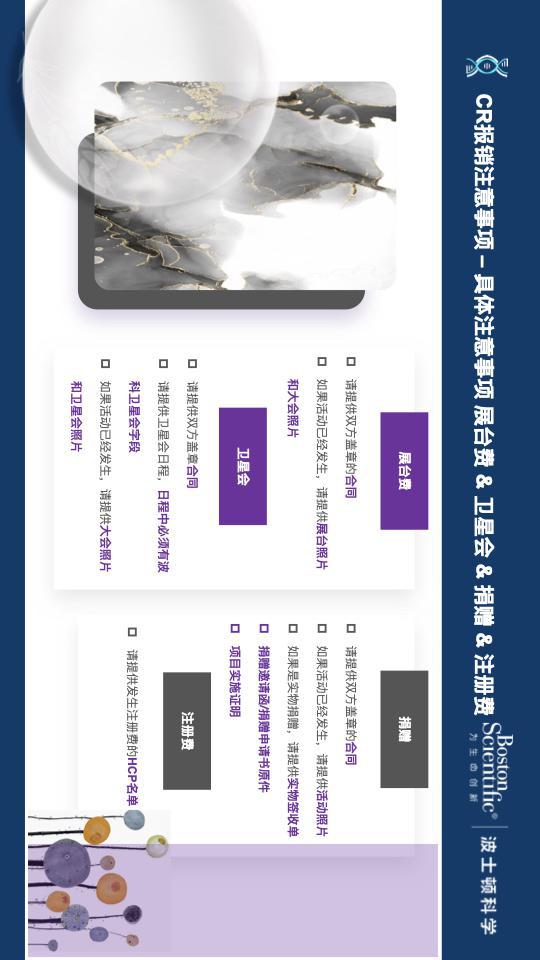 CR报销注意事项 – 具体注意事项 展台费 & 卫星会 & 捐赠 & 注册费
Boston
Scientific®
为生命创新
波士顿科学
展台费
请提供双方盖章的合同
如果活动已经发生，请提供展台照片
和大会照片
卫星会
请提供双方盖章合同
请提供卫星会日程，日程中必须有波
科卫星会字段
如果活动已经发生，请提供大会照片
和卫星会照片
捐赠
请提供双方盖章的合同
如果活动已经发生，请提供活动照片
如果是实物捐赠，请提供实物签收单
捐赠邀请函/捐赠申请书原件
项目实施证明
注册费
请提供发生注册费的HCP名单